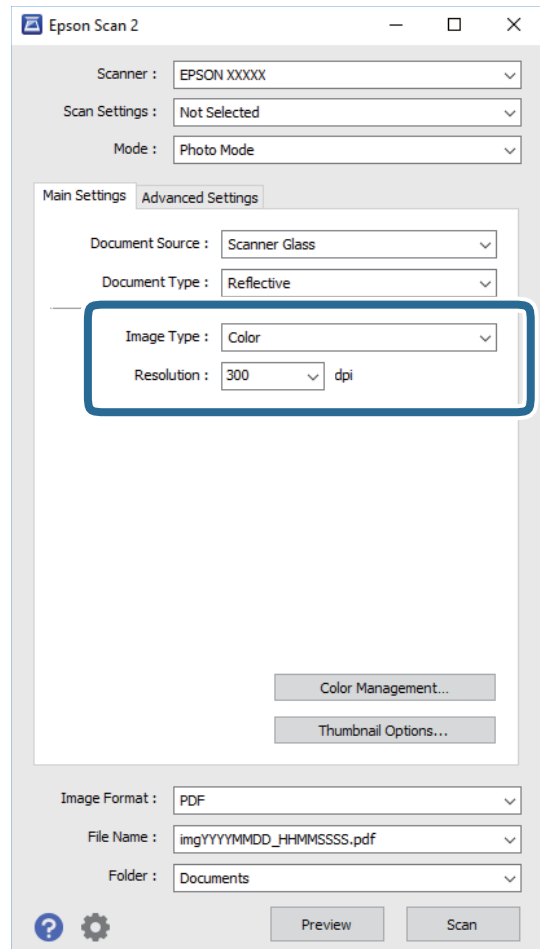 Epson Scan 2
Scanner : EPSON XXXXX
Scan Settings : Not Selected
Mode : Photo Mode
Main Settings Advanced Settings
Document Source : Scanner Glass
Document Type : Reflective
Image Type : Color
Resolution : 300 dpi
Color Management...
Thumbnail Options...
Image Format : PDF
File Name : imgYYYYMMDD_HHMMSSSS.pdf
Folder : Documents
? Preview Scan